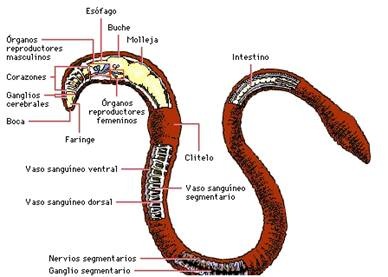 Esófago
Buche
Molleja
Órganos
reproductores
masculinos
Corazones
Ganglios
cerebrales
Boca
Faringe
Órganos
reproductores
femeninos
Intestino
Clitelo
Vaso sanguíneo ventral
Vaso sanguíneo
segmentario
Vaso sanguíneo dorsal
Nervios segmentarios
Ganglio segmentario